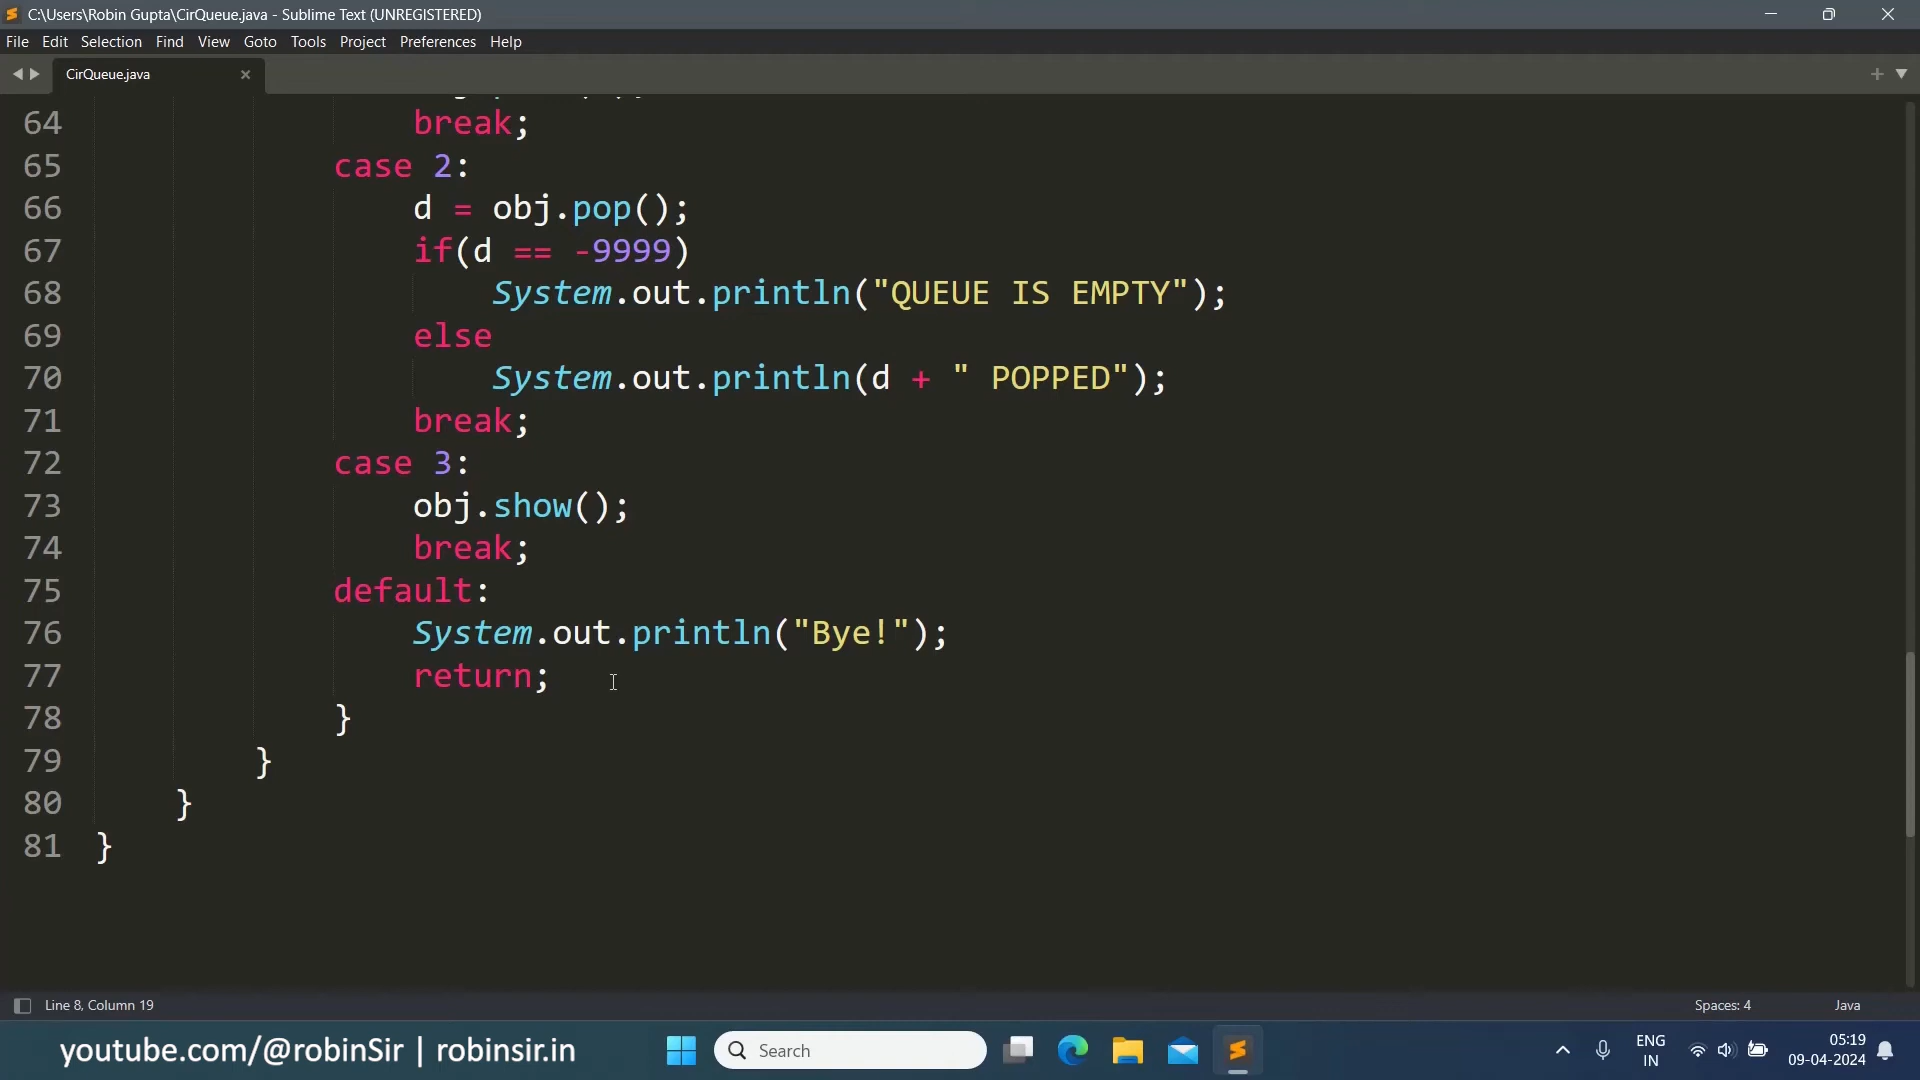 C:\Users\Robin Gupta\CirQueue.java - Sublime Text (UNREGISTERED)
File Edit Selection Find View Goto Tools Project Preferences Help
CirQueue.java
64 break;
65 case 2:
66 d = obj.pop();
67 if(d == -9999)
68 System.out.println("QUEUE IS EMPTY");
69 else
70 System.out.println(d + " POPPED");
71 break;
72 case 3:
73 obj.show();
74 break;
75 default:
76 System.out.println("Bye!");
77 return;
78 }
79 }
80 }
81 }
Line 8, Column 19 Spaces: 4 Java
youtube.com/@robinSir | robinsir.in Search ENG IN 05:19 09-04-2024